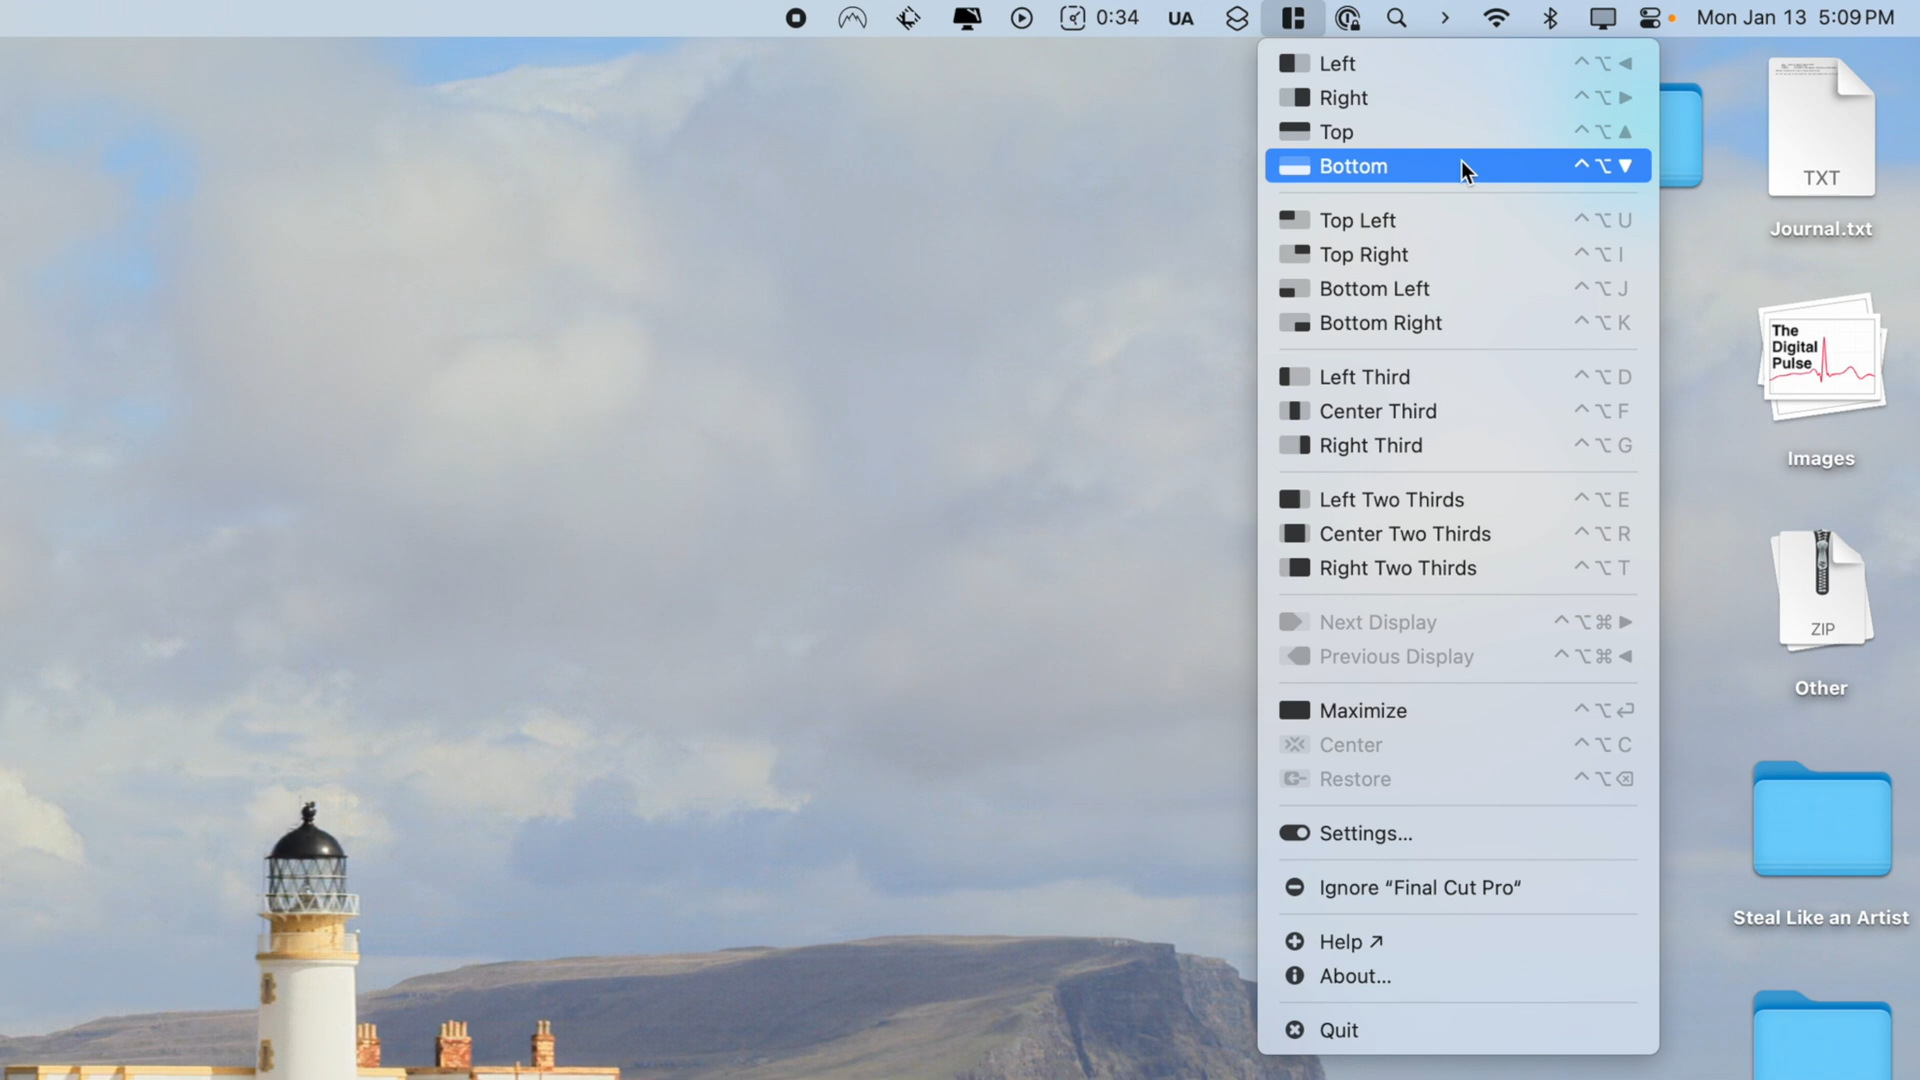 0:34 UA Mon Jan 13 5:09 PM
Left ^⌥◀
Right ^⌥▶
Top ^⌥▲
Bottom ^⌥▼
Top Left ^⌥U
Top Right ^⌥I
Bottom Left ^⌥J
Bottom Right ^⌥K
Left Third ^⌥D
Center Third ^⌥F
Right Third ^⌥G
Left Two Thirds ^⌥E
Center Two Thirds ^⌥R
Right Two Thirds ^⌥T
Next Display ^⌥⌘▶
Previous Display ^⌥⌘◀
Maximize ^⌥↩
Center ^⌥C
Restore ^⌥⌫
Settings...
Ignore “Final Cut Pro“
Help ↗
About...
Quit
TXT
Journal.txt
The
Digital
Pulse
Images
ZIP
Other
Steal Like an Artist